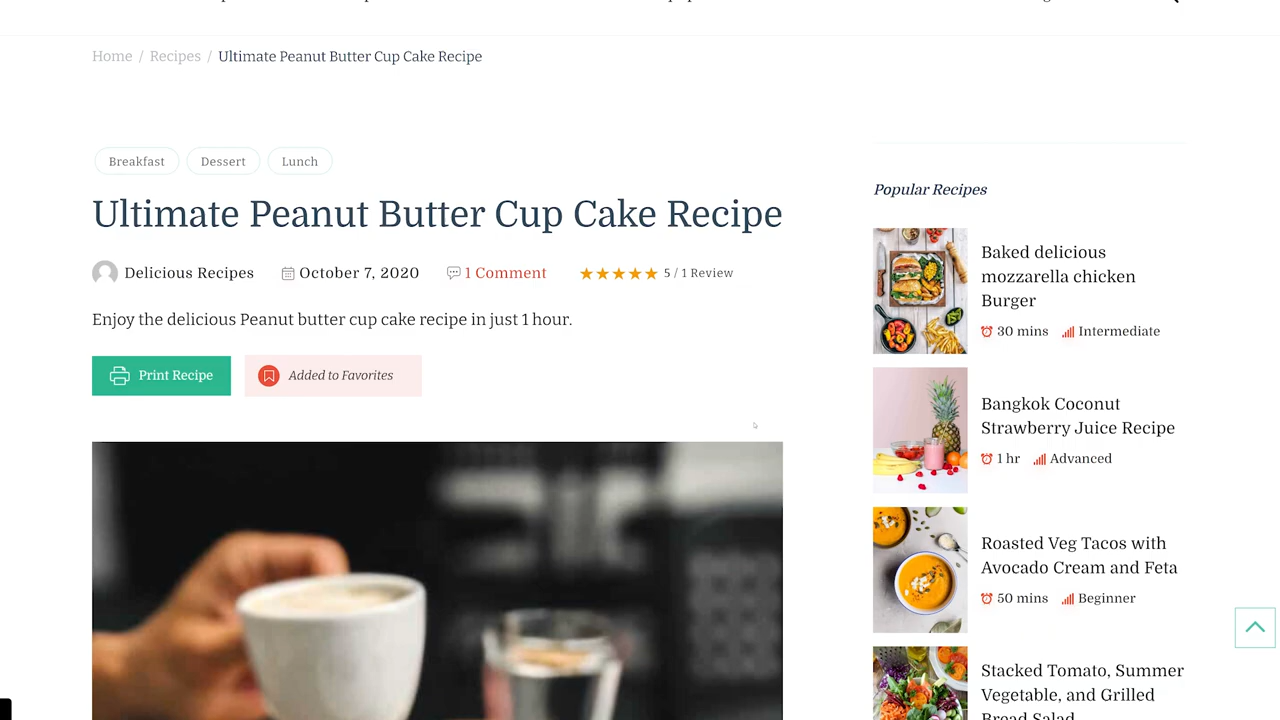 Home / Recipes / Ultimate Peanut Butter Cup Cake Recipe
Breakfast Dessert Lunch
Ultimate Peanut Butter Cup Cake Recipe
Delicious Recipes October 7, 2020 1 Comment 5 / 1 Review
Enjoy the delicious Peanut butter cup cake recipe in just 1 hour.
Print Recipe Added to Favorites
Popular Recipes
Baked delicious
mozzarella chicken
Burger
30 mins Intermediate
Bangkok Coconut
Strawberry Juice Recipe
1 hr Advanced
Roasted Veg Tacos with
Avocado Cream and Feta
50 mins Beginner
Stacked Tomato, Summer
Vegetable, and Grilled
Bread Salad